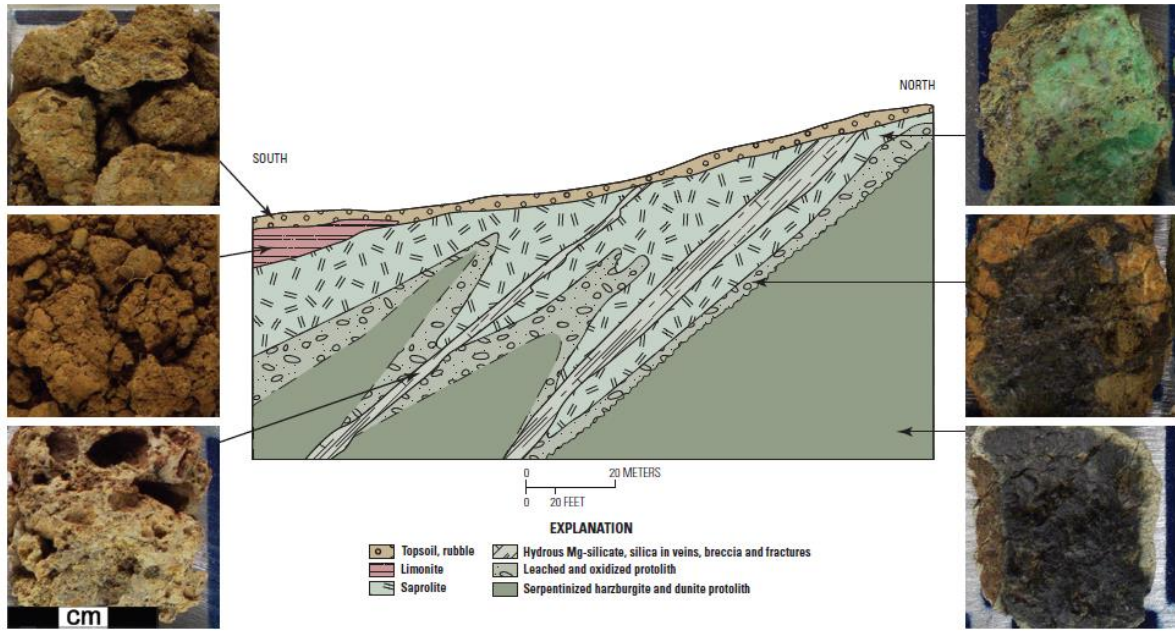 NORTH
SOUTH
0 20 METERS
0 20 FEET
EXPLANATION
Topsoil, rubble
Limonite
Saprolite
Hydrous Mg-silicate, silica in veins, breccia and fractures
Leached and oxidized protolith
Serpentinized harzburgite and dunite protolith
cm